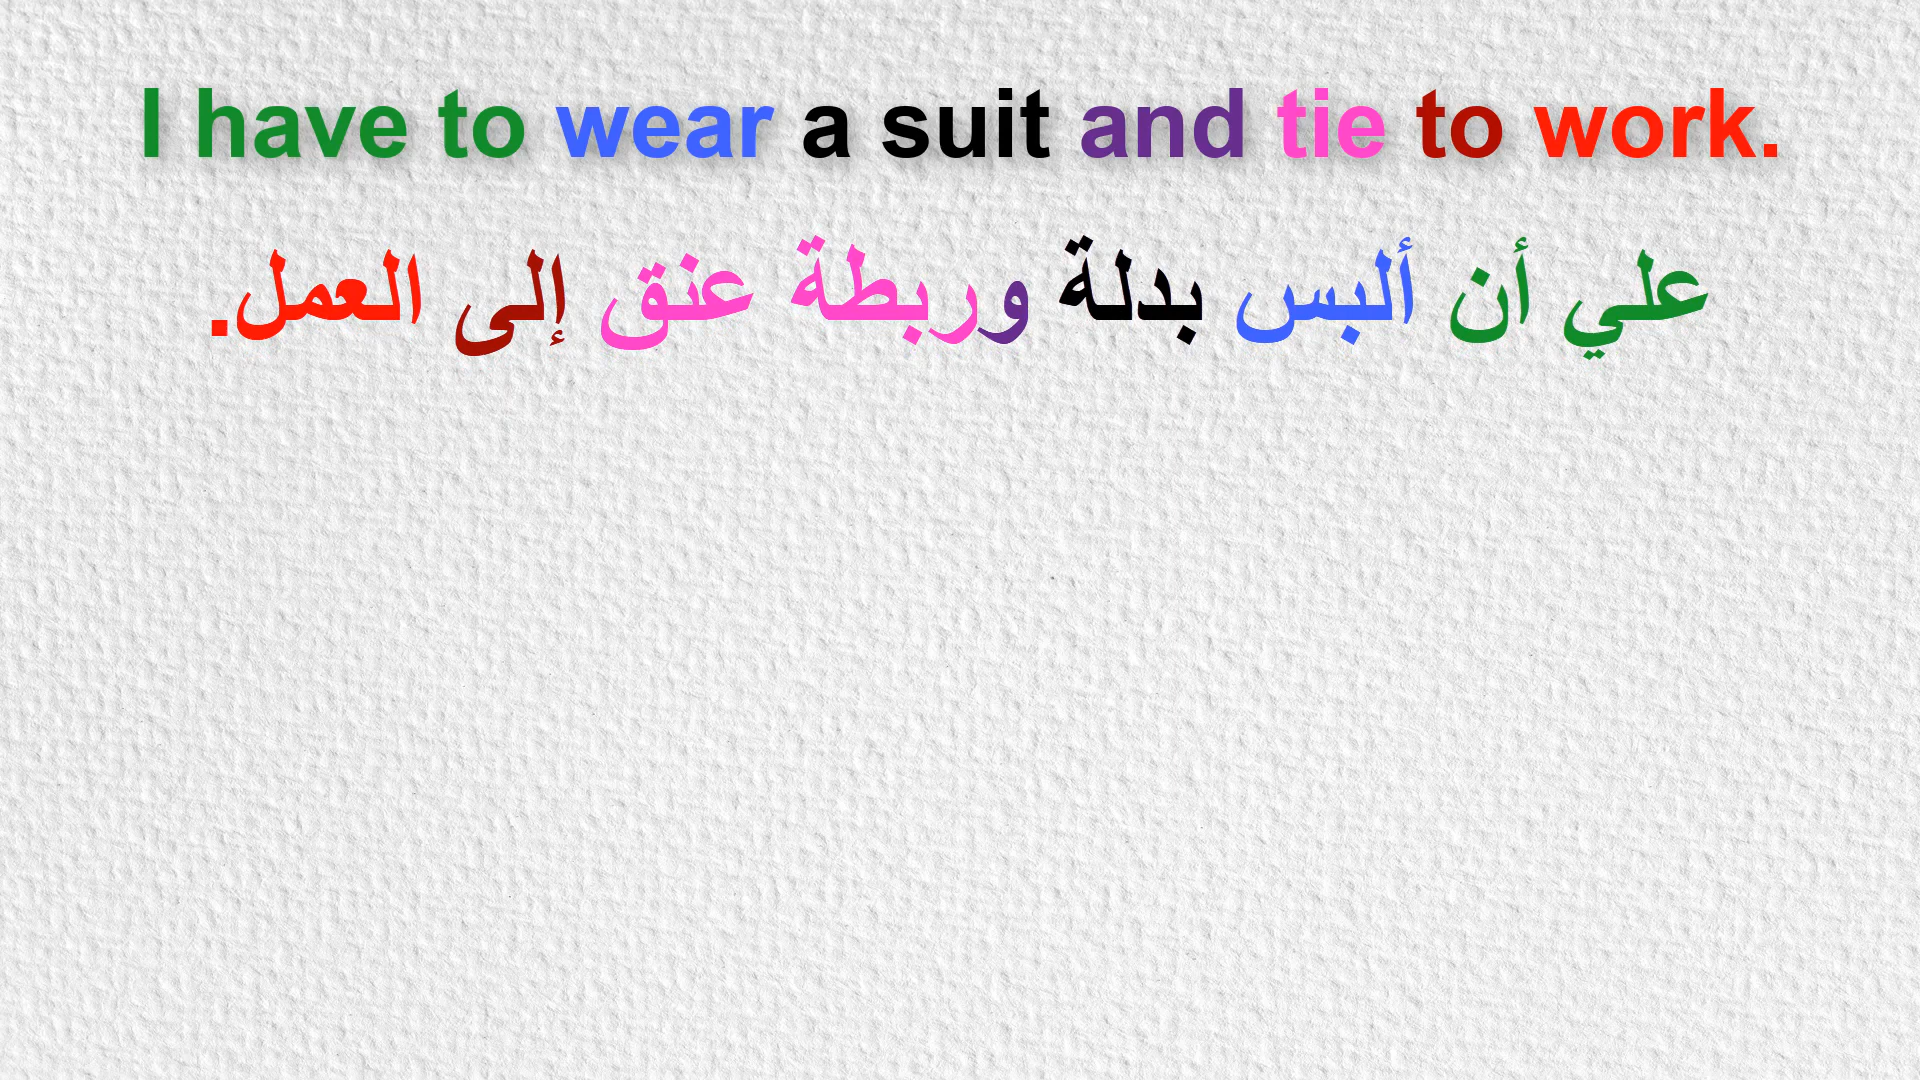 I have to wear a suit and tie to work.
علي أن ألبس بدلة وربطة عنق إلى العمل.